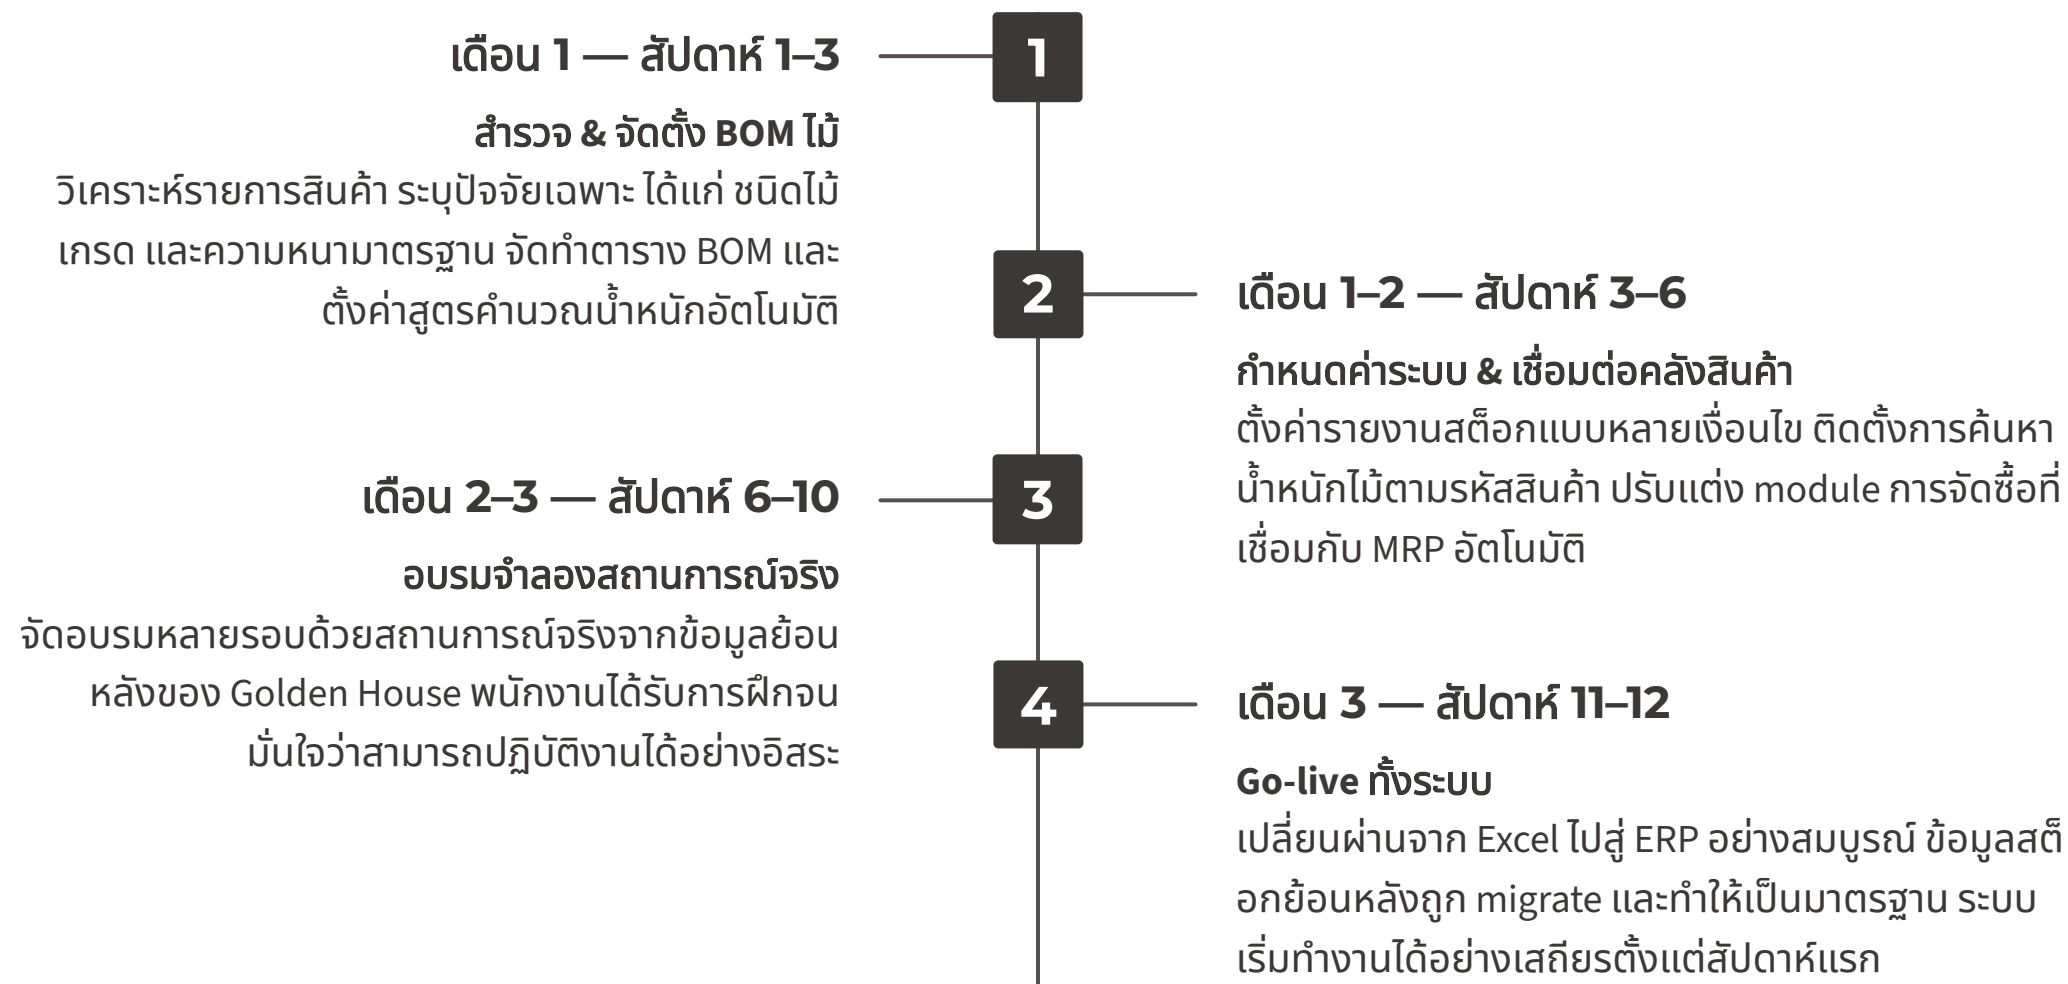 1
เดือน 1 — สัปดาห์ 1–3
สำรวจ & จัดตั้ง BOM ไม้
วิเคราะห์รายการสินค้า ระบุปัจจัยเฉพาะ ได้แก่ ชนิดไม้
เกรด และความหนามาตรฐาน จัดทำตาราง BOM และ
ตั้งค่าสูตรคำนวณน้ำหนักอัตโนมัติ
2
เดือน 1–2 — สัปดาห์ 3–6
กำหนดค่าระบบ & เชื่อมต่อคลังสินค้า
ตั้งค่ารายงานสต็อกแบบหลายเงื่อนไข ติดตั้งการค้นหา
น้ำหนักไม้ตามรหัสสินค้า ปรับแต่ง module การจัดซื้อที่
เชื่อมกับ MRP อัตโนมัติ
3
เดือน 2–3 — สัปดาห์ 6–10
อบรมจำลองสถานการณ์จริง
จัดอบรมหลายรอบด้วยสถานการณ์จริงจากข้อมูลย้อน
หลังของ Golden House พนักงานได้รับการฝึกจน
มั่นใจว่าสามารถปฏิบัติงานได้อย่างอิสระ
4
เดือน 3 — สัปดาห์ 11–12
Go-live ทั้งระบบ
เปลี่ยนผ่านจาก Excel ไปสู่ ERP อย่างสมบูรณ์ ข้อมูลสต็
อกย้อนหลังถูก migrate และทำให้เป็นมาตรฐาน ระบบ
เริ่มทำงานได้อย่างเสถียรตั้งแต่สัปดาห์แรก